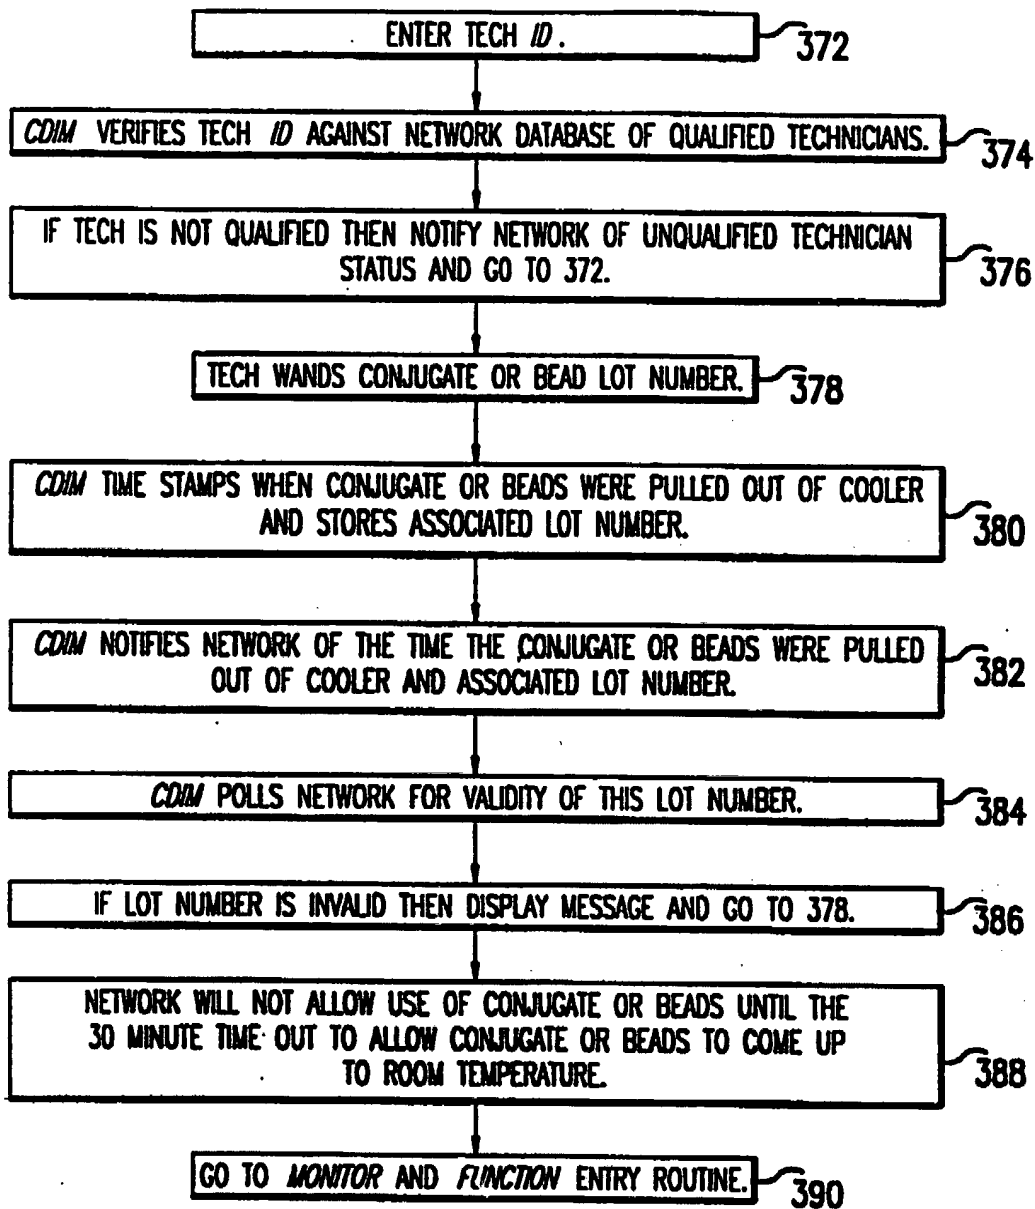 ENTER TECH ID.
372
CDIM VERIFIES TECH ID AGAINST NETWORK DATABASE OF QUALIFIED TECHNICIANS.
374
IF TECH IS NOT QUALIFIED THEN NOTIFY NETWORK OF UNQUALIFIED TECHNICIAN
STATUS AND GO TO 372.
376
TECH WANDS CONJUGATE OR BEAD LOT NUMBER.
378
CDIM TIME STAMPS WHEN CONJUGATE OR BEADS WERE PULLED OUT OF COOLER
AND STORES ASSOCIATED LOT NUMBER.
380
CDIM NOTIFIES NETWORK OF THE TIME THE CONJUGATE OR BEADS WERE PULLED
OUT OF COOLER AND ASSOCIATED LOT NUMBER.
382
CDIM POLLS NETWORK FOR VALIDITY OF THIS LOT NUMBER.
384
IF LOT NUMBER IS INVALID THEN DISPLAY MESSAGE AND GO TO 378.
386
NETWORK WILL NOT ALLOW USE OF CONJUGATE OR BEADS UNTIL THE
30 MINUTE TIME OUT TO ALLOW CONJUGATE OR BEADS TO COME UP
TO ROOM TEMPERATURE.
388
GO TO MONITOR AND FUNCTION ENTRY ROUTINE.
390